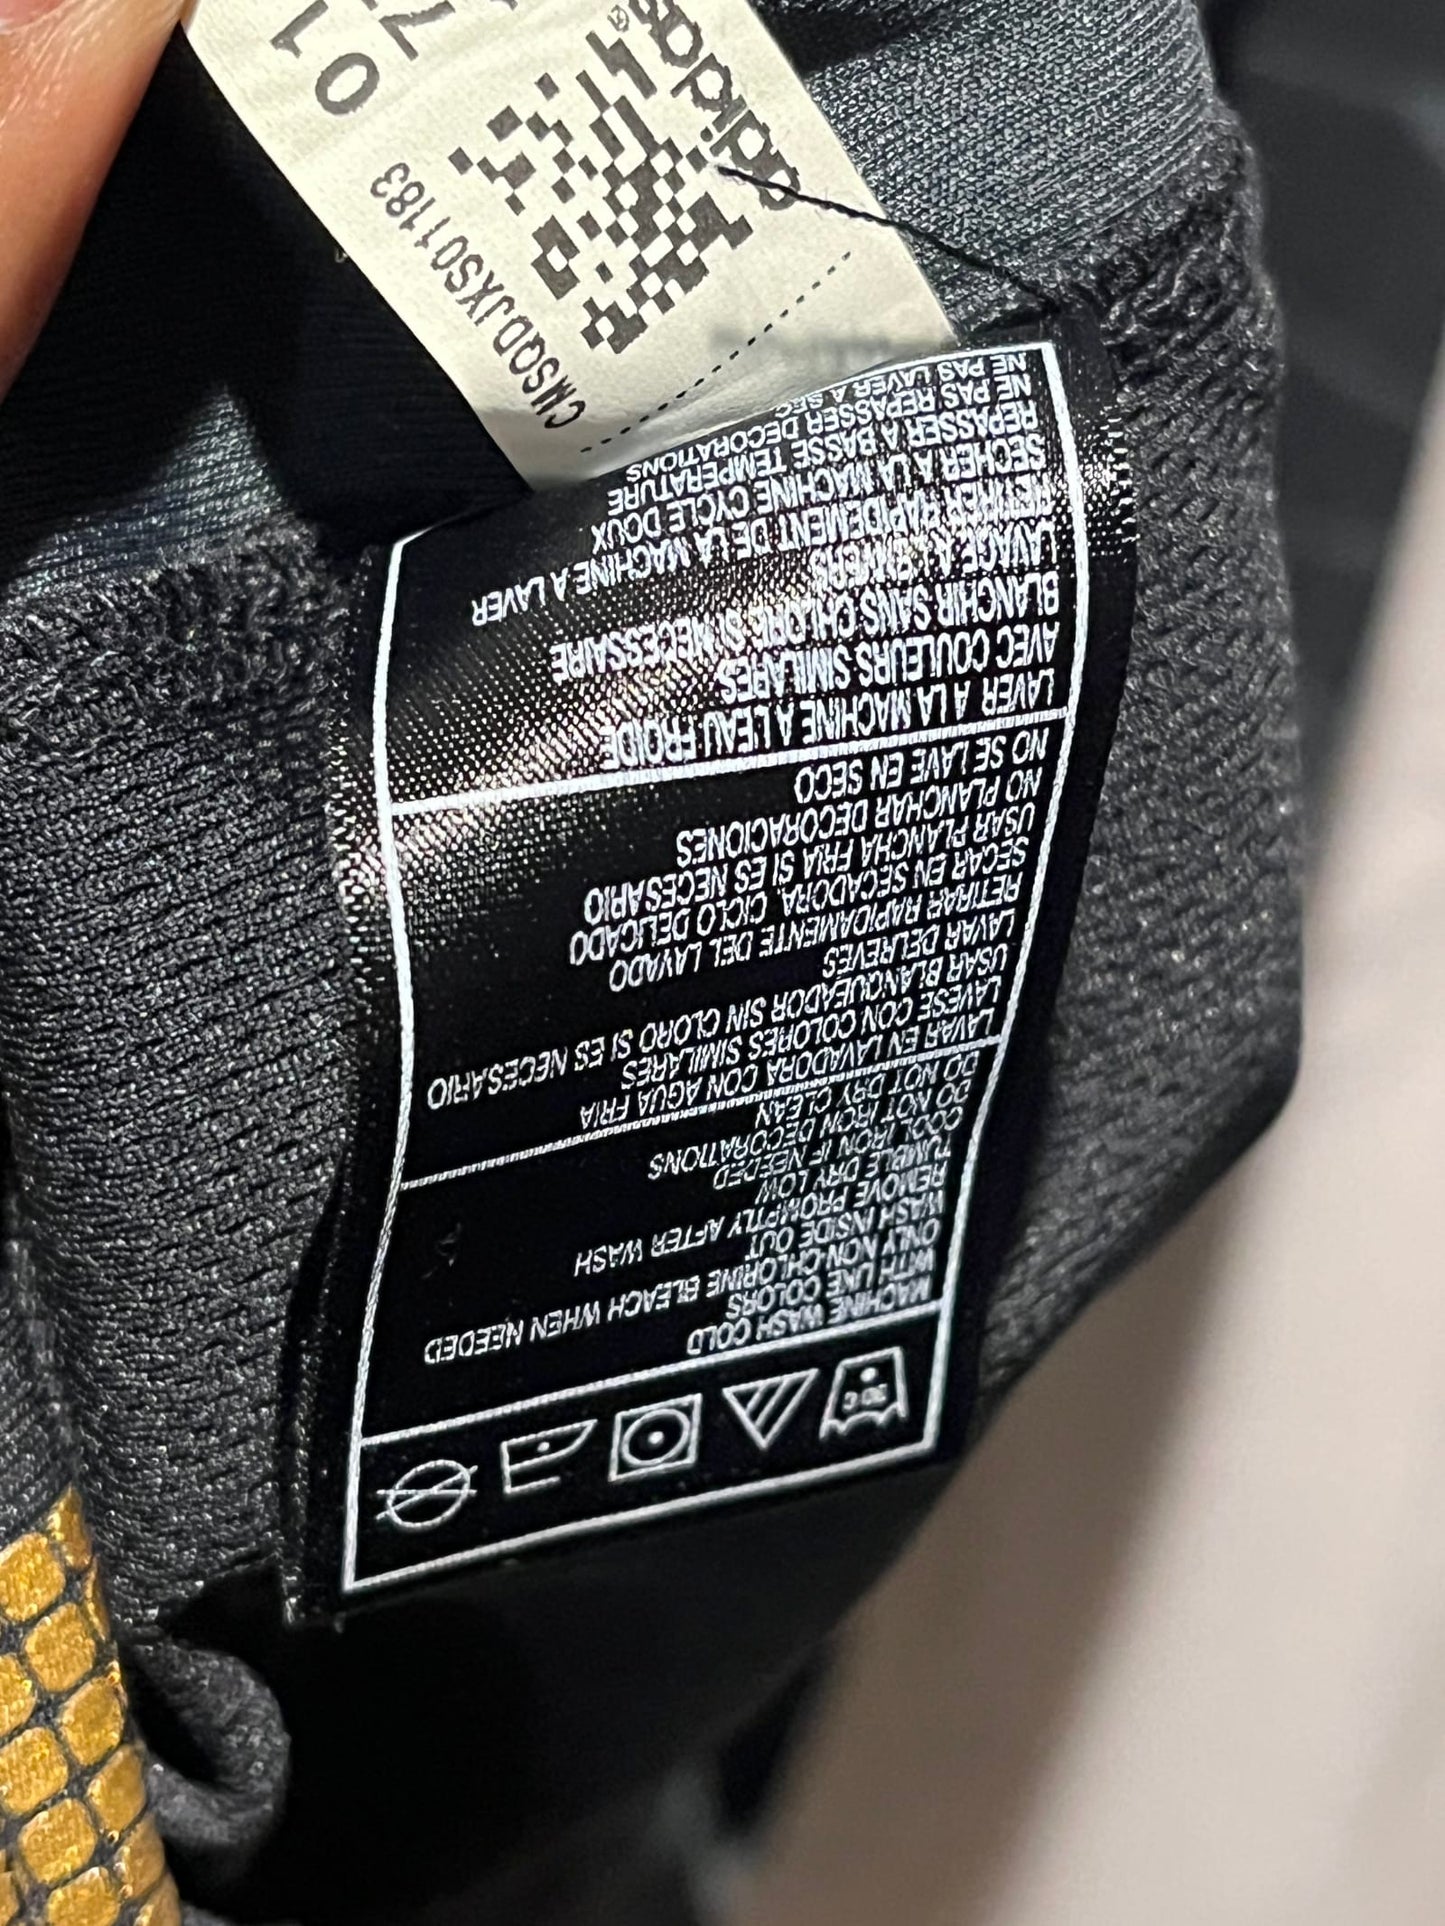 30°C
MACHINE WASH COLD
WITH LIKE COLORS
ONLY NON-CHLORINE BLEACH WHEN NEEDED
WASH INSIDE OUT
REMOVE PROMPTLY AFTER WASH
TUMBLE DRY LOW
COOL IRON IF NEEDED
DO NOT IRON DECORATIONS
DO NOT DRY CLEAN
LAVAR EN LAVADORA CON AGUA FRIA
LAVESE CON COLORES SIMILARES
USAR BLANQUEADOR SIN CLORO SI ES NECESARIO
LAVAR DELREVES
RETIRAR RAPIDAMENTE DEL LAVADO
SECAR EN SECADORA, CICLO DELICADO
USAR PLANCHA FRIA SI ES NECESARIO
NO PLANCHAR DECORACIONES
NO SE LAVE EN SECO
LAVER A LA MACHINE A L'EAU FROIDE
AVEC COULEURS SIMILARES
BLANCHIR SANS CHLORE SI NECESSAIRE
LAVAGE A L'ENVERS
RETIRER RAPIDEMENT DE LA MACHINE A LAVER
SECHER A LA MACHINE CYCLE DOUX
REPASSER A BASSE TEMPERATURE
NE PAS REPASSER DECORATIONS
NE PAS LAVER A SEC
adidas®
CNMSQDJXS01183
01